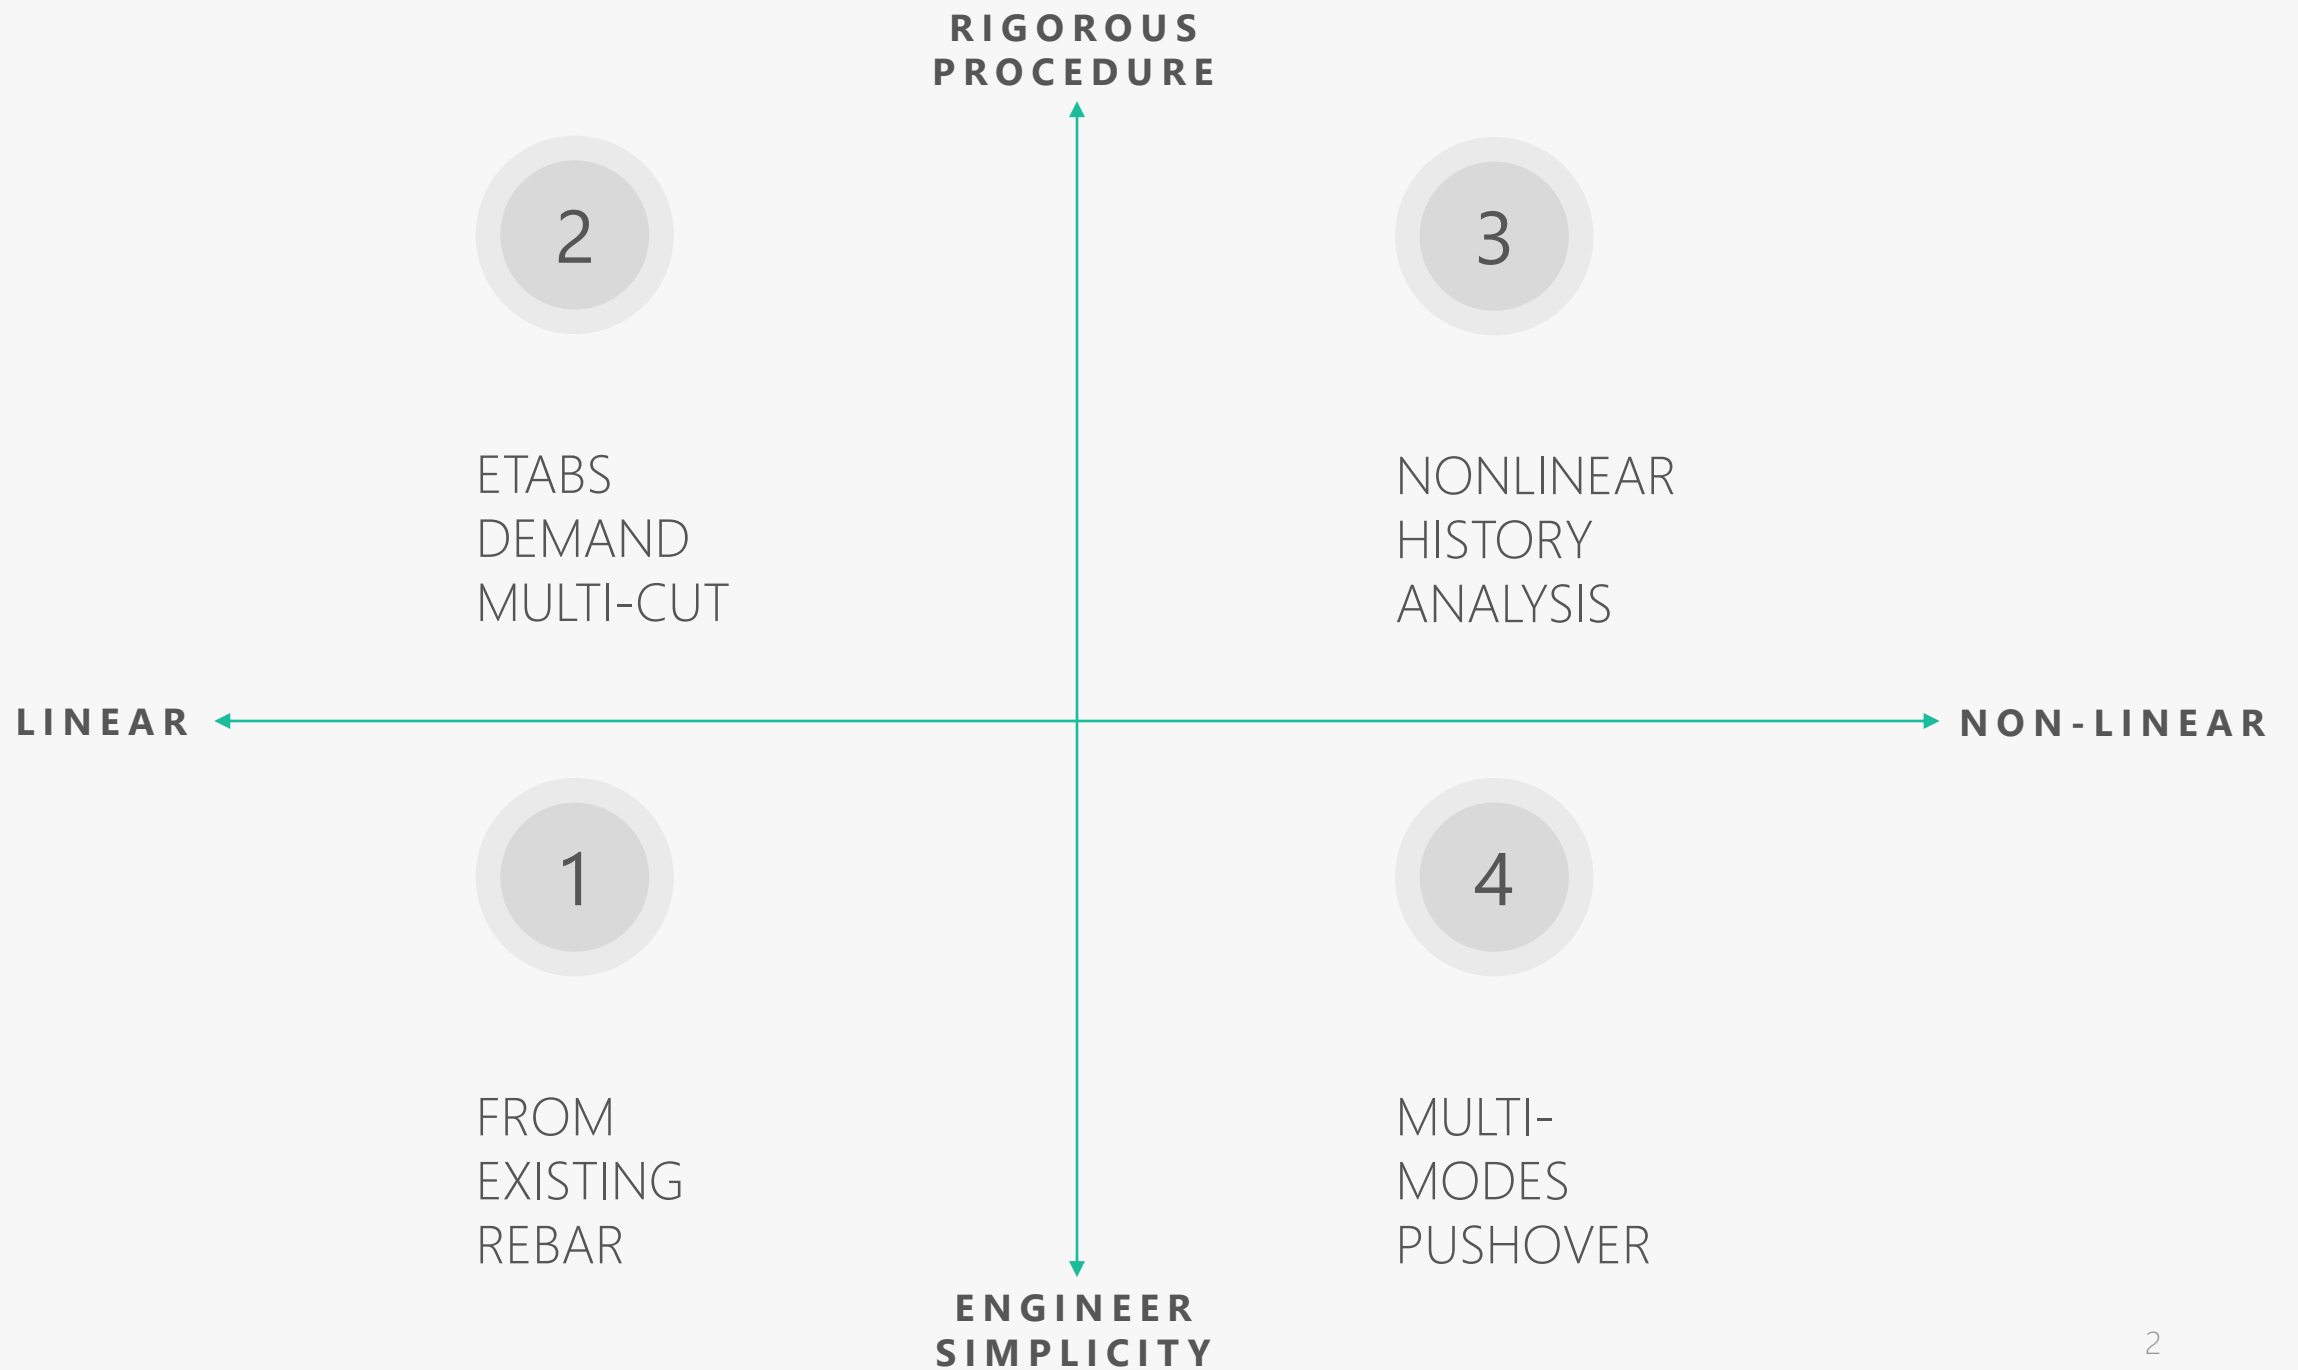 RIGOROUS
PROCEDURE
2
ETABS
DEMAND
MULTI-CUT
3
NONLINEAR
HISTORY
ANALYSIS
LINEAR
NON-LINEAR
1
FROM
EXISTING
REBAR
4
MULTI-
MODES
PUSHOVER
ENGINEER
SIMPLICITY
2